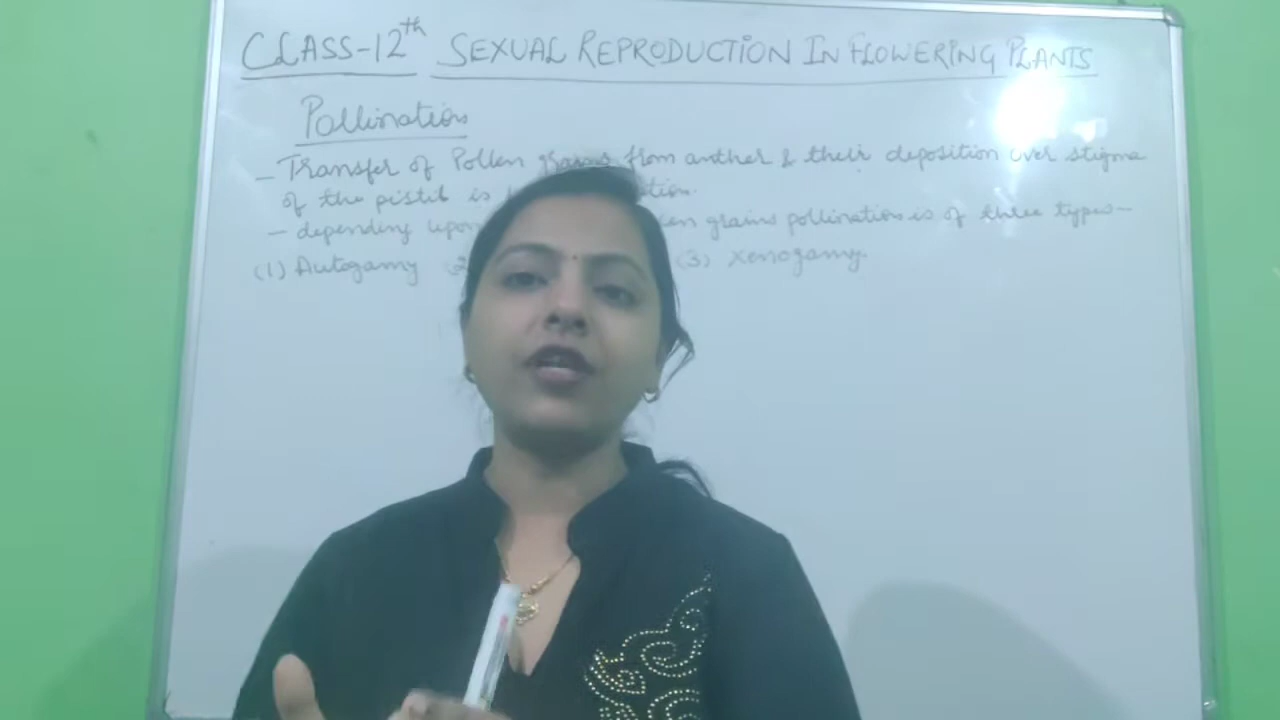 CLASS-12th SEXUAL REPRODUCTION IN FLOWERING PLANTS
Pollination
- Transfer of Pollen grains from anther & their deposition over stigma
of the pistil is
- depending upon grains pollination is of three types-
(1) Autogamy (3) Xenogamy.